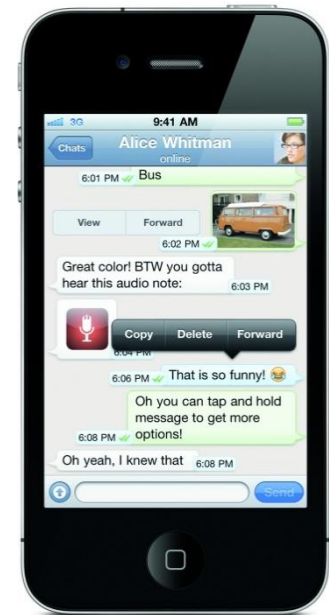 3G 9:41 AM
Chats
Alice Whitman
online
Bus
6:01 PM
View Forward
6:02 PM
Great color! BTW you gotta
hear this audio note:
6:03 PM
Copy Delete Forward
6:04 PM
6:06 PM That is so funny!
Oh you can tap and hold
message to get more
6:08 PM options!
Oh yeah, I knew that 6:08 PM
Send